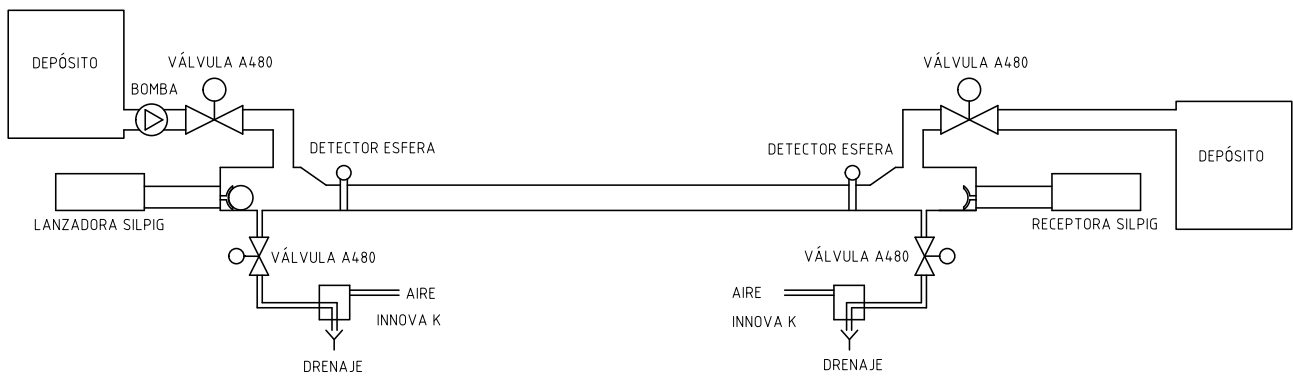 DEPÓSITO
VÁLVULA A480
BOMBA
VÁLVULA A480
DETECTOR ESFERA
DETECTOR ESFERA
DEPÓSITO
LANZADORA SILPIG
RECEPTORA SILPIG
VÁLVULA A480
VÁLVULA A480
AIRE
INNOVA K
AIRE
INNOVA K
DRENAJE
DRENAJE